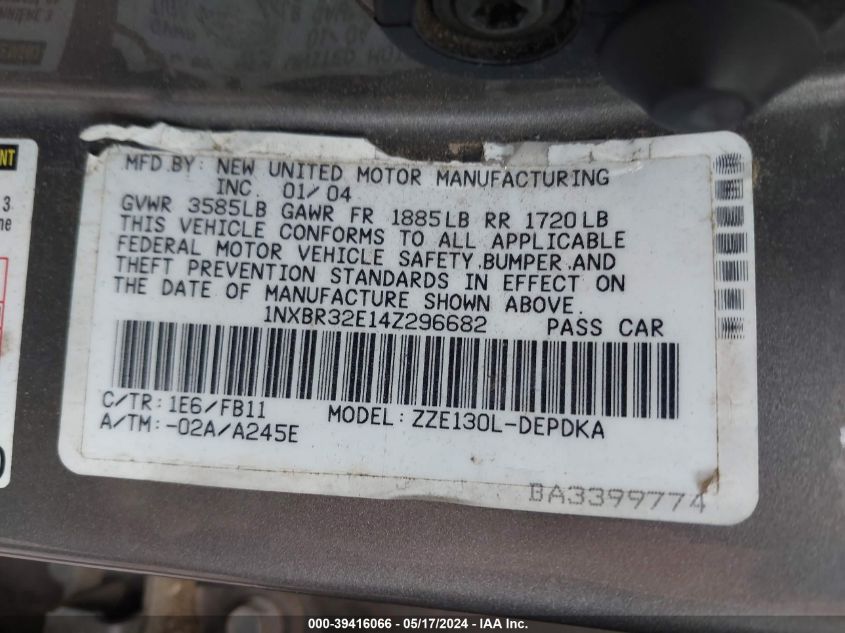 NT
3
ne
MFD.BY: NEW UNITED MOTOR MANUFACTURING
INC. 01/04
GVWR 3585LB GAWR FR 1885LB RR 1720LB
THIS VEHICLE CONFORMS TO ALL APPLICABLE
FEDERAL MOTOR VEHICLE SAFETY,BUMPER,AND
THEFT PREVENTION STANDARDS IN EFFECT ON
THE DATE OF MANUFACTURE SHOWN ABOVE.
1NXBR32E14Z296682 PASS CAR
C/TR: 1E6/FB11 MODEL: ZZE130L-DEPDKA
A/TM: -02A/A245E
BA3399774
000-39416066 - 05/17/2024 - IAA, Inc.